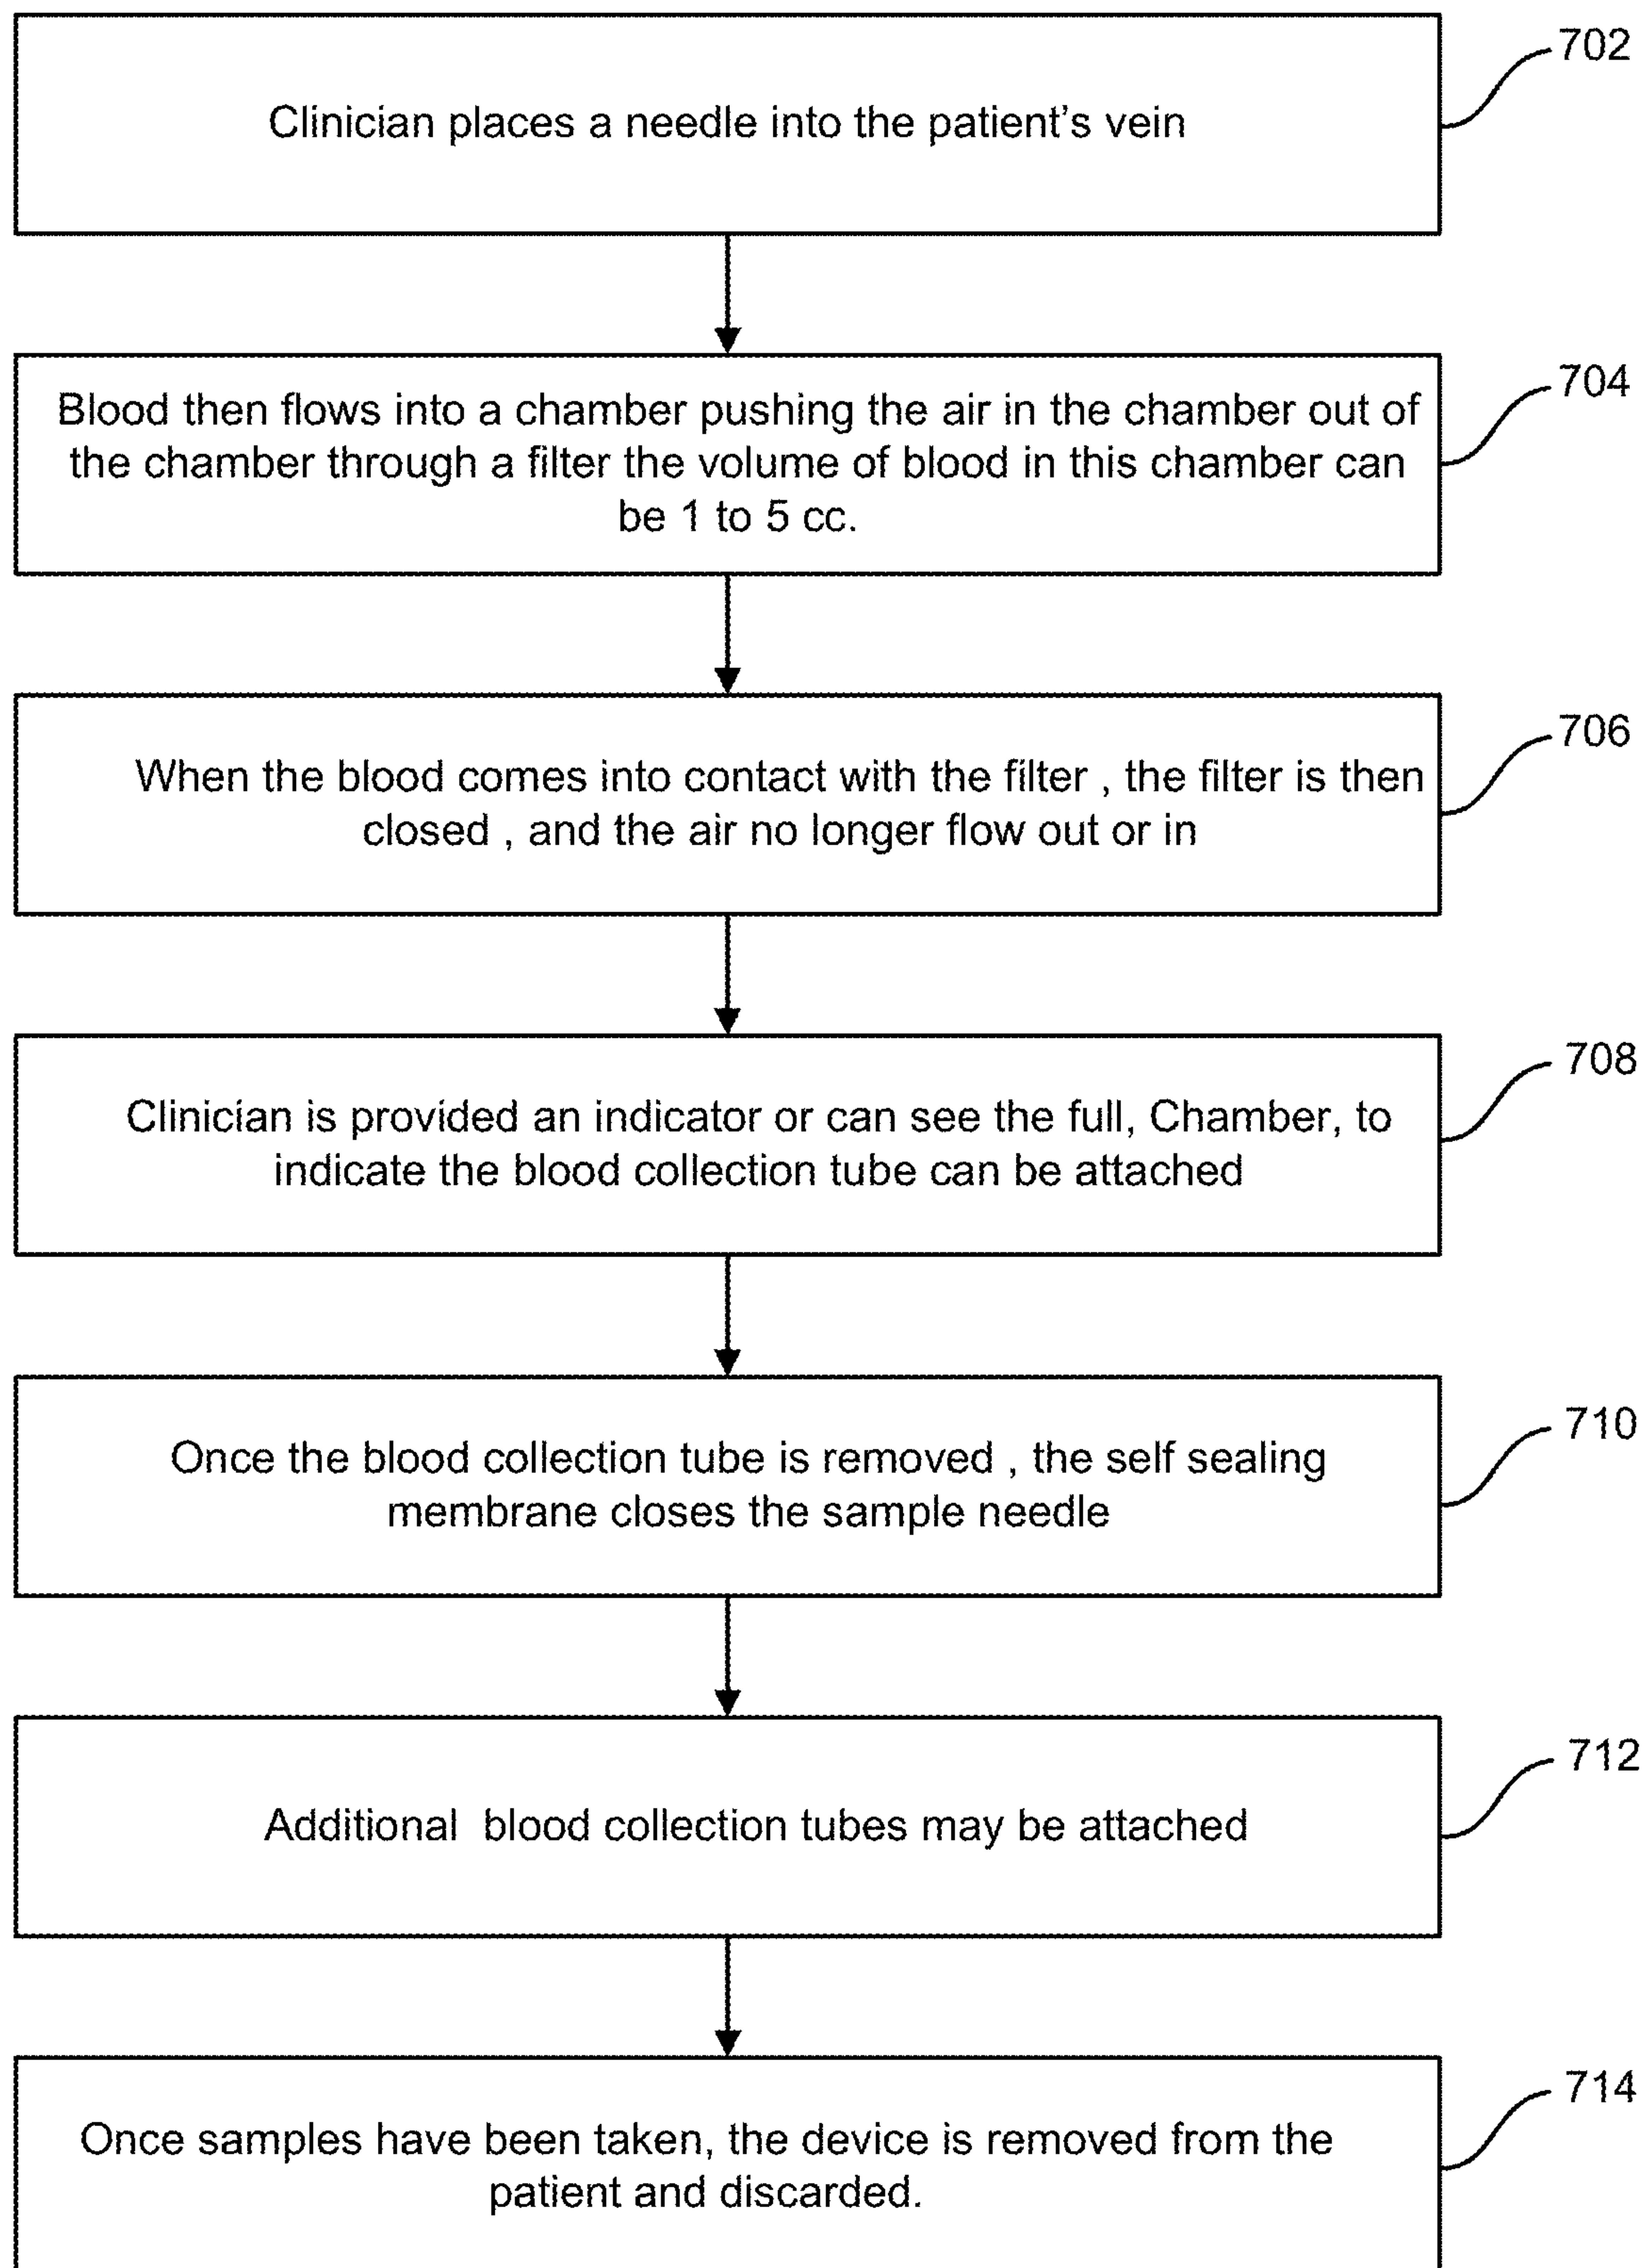 702
Clinician places a needle into the patient's vein
704
Blood then flows into a chamber pushing the air in the chamber out of
the chamber through a filter the volume of blood in this chamber can
be 1 to 5 cc.
706
When the blood comes into contact with the filter , the filter is then
closed , and the air no longer flow out or in
708
Clinician is provided an indicator or can see the full, Chamber, to
indicate the blood collection tube can be attached
710
Once the blood collection tube is removed , the self sealing
membrane closes the sample needle
712
Additional  blood collection tubes may be attached
714
Once samples have been taken, the device is removed from the
patient and discarded.